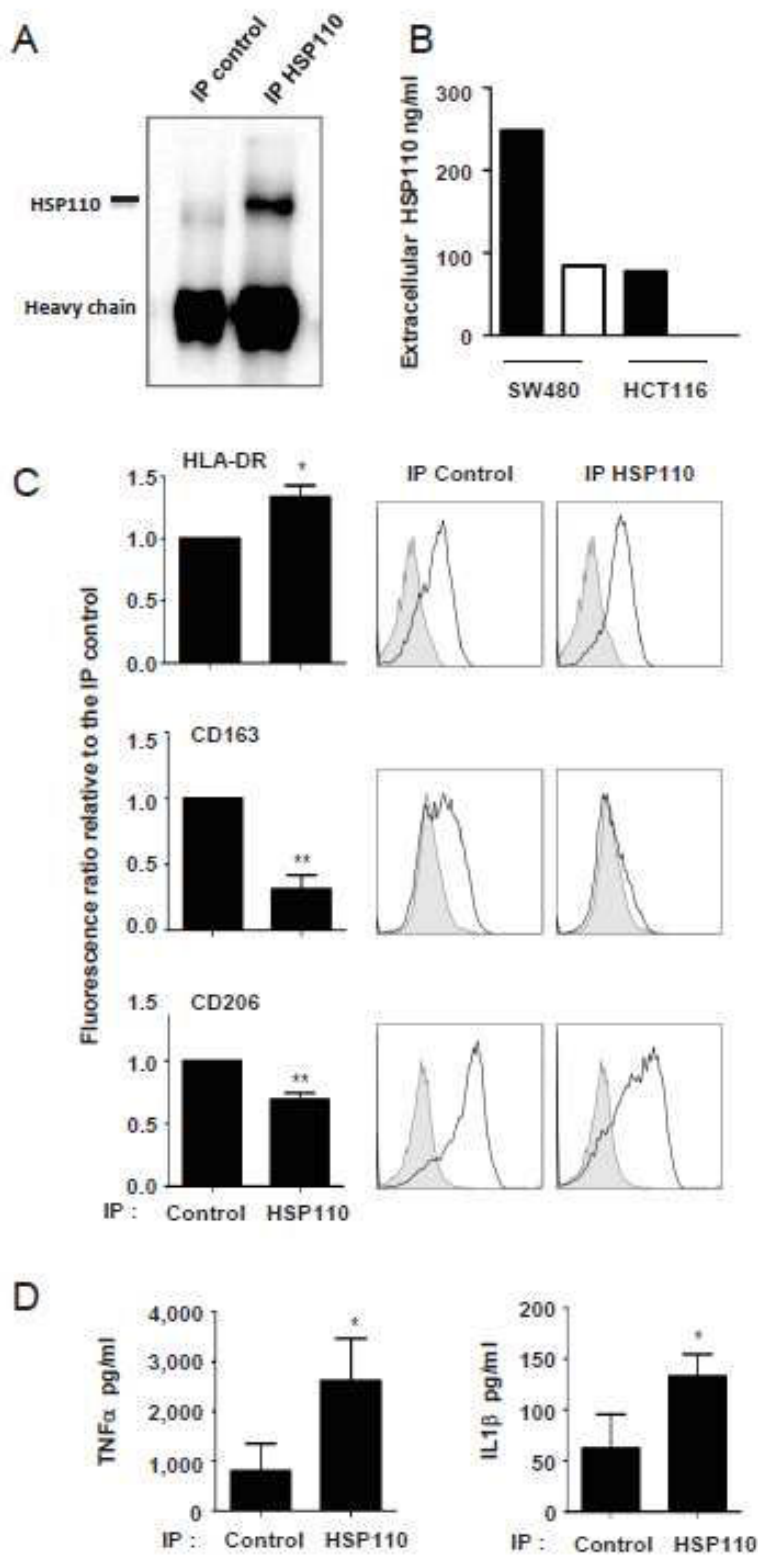 A
IP control
IP HSP110
HSP110
Heavy chain
B
Extracellular HSP110 ng/ml
300
200
100
0
SW480
HCT116
C
Fluorescence ratio relative to the IP control
HLA-DR
*
1.5
1.0
0.5
0.0
IP Control
IP HSP110
CD163
**
1.5
1.0
0.5
0.0
CD206
**
1.5
1.0
0.5
0.0
IP : Control HSP110
D
TNFα pg/ml
4,000
3,000
2,000
1,000
0
*
IP : Control HSP110
IL1β pg/ml
200
150
100
50
0
*
IP : Control HSP110